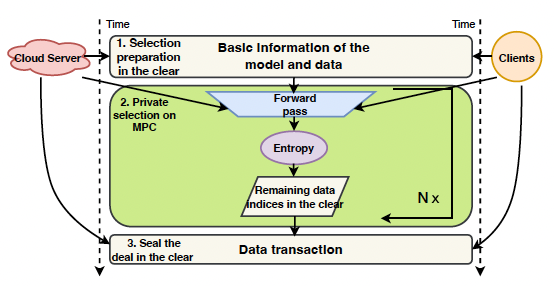 Time
Time
1. Selection
preparation
in the clear
Basic information of the
model and data
Cloud Server
Clients
2. Private
selection on
MPC
Forward
pass
Entropy
Remaining data
indices in the clear
N x
3. Seal the
deal in the clear
Data transaction